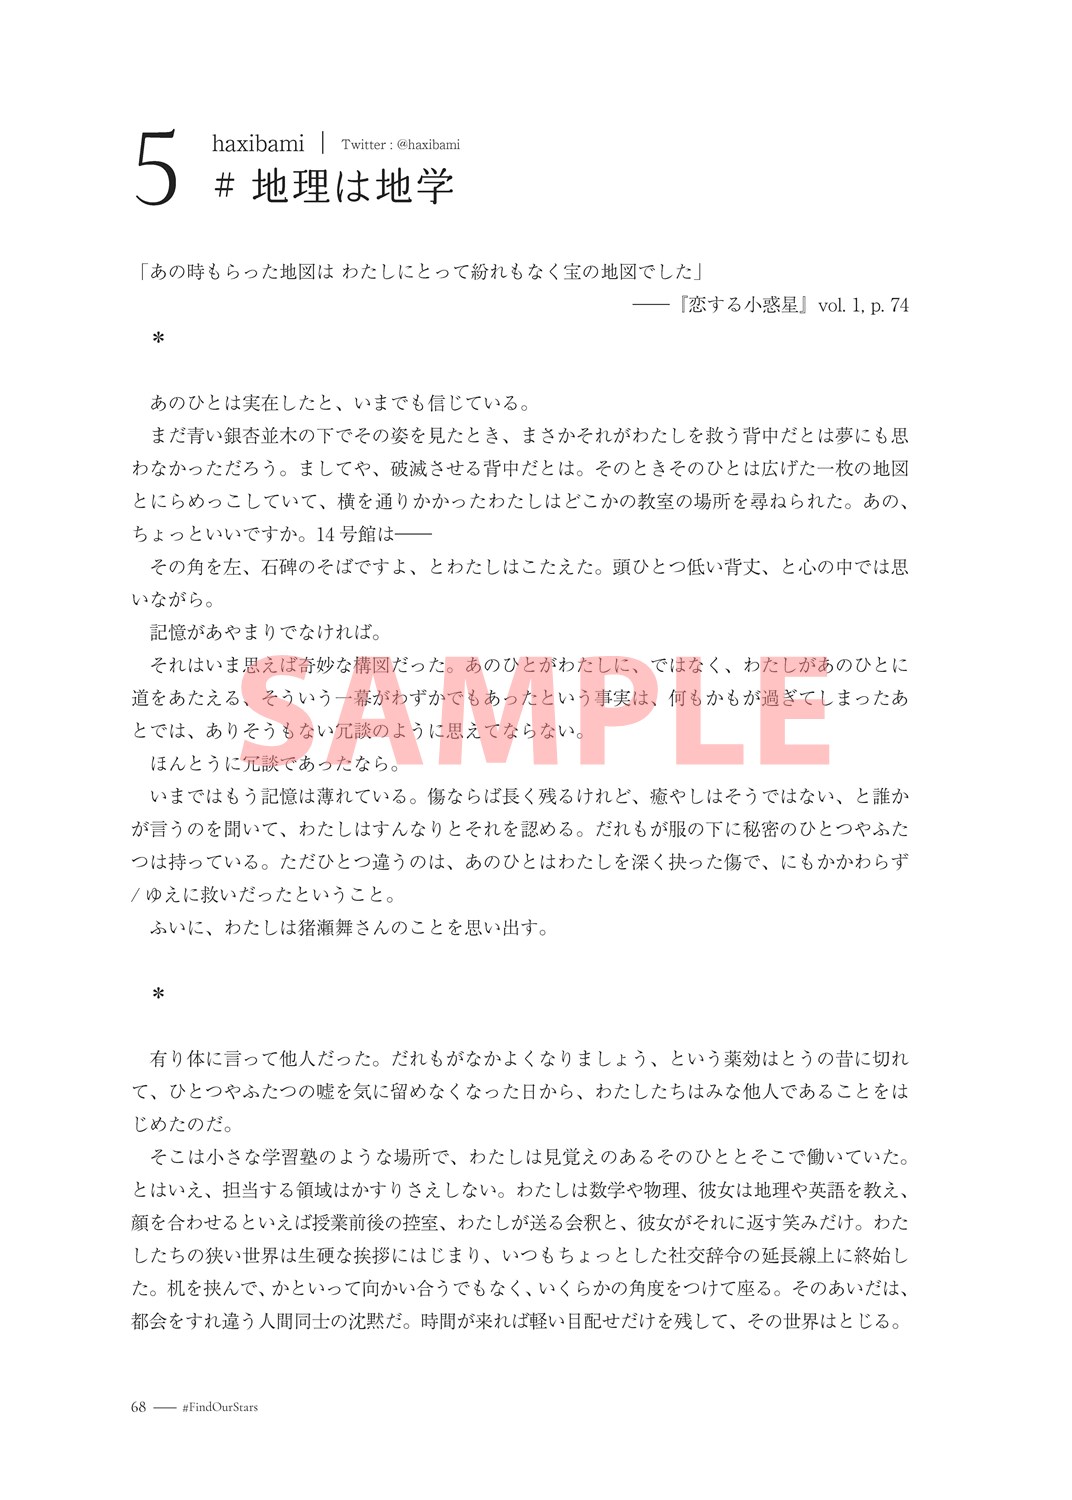 5
haxibami | Twitter : @haxibami
# 地理は地学
「あの時もらった地図は わたしにとって紛れもなく宝の地図でした」
——『恋する小惑星』vol. 1, p. 74
*
あのひとは実在したと、いまでも信じている。
まだ青い銀杏並木の下でその姿を見たとき、まさかそれがわたしを救う背中だとは夢にも思
わなかっただろう。ましてや、破滅させる背中だとは。そのときそのひとは広げた一枚の地図
とにらめっこしていて、横を通りかかったわたしはどこかの教室の場所を尋ねられた。あの、
ちょっといいですか。14 号館は——
その角を左、石碑のそばですよ、とわたしはこたえた。頭ひとつ低い背丈、と心の中では思
いながら。
記憶があやまりでなければ。
それはいま思えば奇妙な構図だった。あのひとがわたしに、ではなく、わたしがあのひとに
道をあたえる、そういう一幕がわずかでもあったという事実は、何もかもが過ぎてしまったあ
とでは、ありそうもない冗談のように思えてならない。
ほんとうに冗談であったなら。
いまではもう記憶は薄れている。傷ならば長く残るけれど、癒やしはそうではない、と誰か
が言うのを聞いて、わたしはすんなりとそれを認める。だれもが服の下に秘密のひとつやふた
つは持っている。ただひとつ違うのは、あのひとはわたしを深く抉った傷で、にもかかわらず
/ ゆえに救いだったということ。
ふいに、わたしは猪瀬舞さんのことを思い出す。
*
有り体に言って他人だった。だれもがなかよくなりましょう、という薬効はとうの昔に切れ
て、ひとつやふたつの嘘を気に留めなくなった日から、わたしたちはみな他人であることをは
じめたのだ。
そこは小さな学習塾のような場所で、わたしは見覚えのあるそのひととそこで働いていた。
とはいえ、担当する領域はかすりさえしない。わたしは数学や物理、彼女は地理や英語を教え、
顔を合わせるといえば授業前後の控室、わたしが送る会釈と、彼女がそれに返す笑みだけ。わた
したちの狭い世界は生硬な挨拶にはじまり、いつもちょっとした社交辞令の延長線上に終始し
た。机を挟んで、かといって向かい合うでもなく、いくらかの角度をつけて座る。そのあいだは、
都会をすれ違う人間同士の沈黙だ。時間が来れば軽い目配せだけを残して、その世界はとじる。
68 —— #FindOurStars
SAMPLE